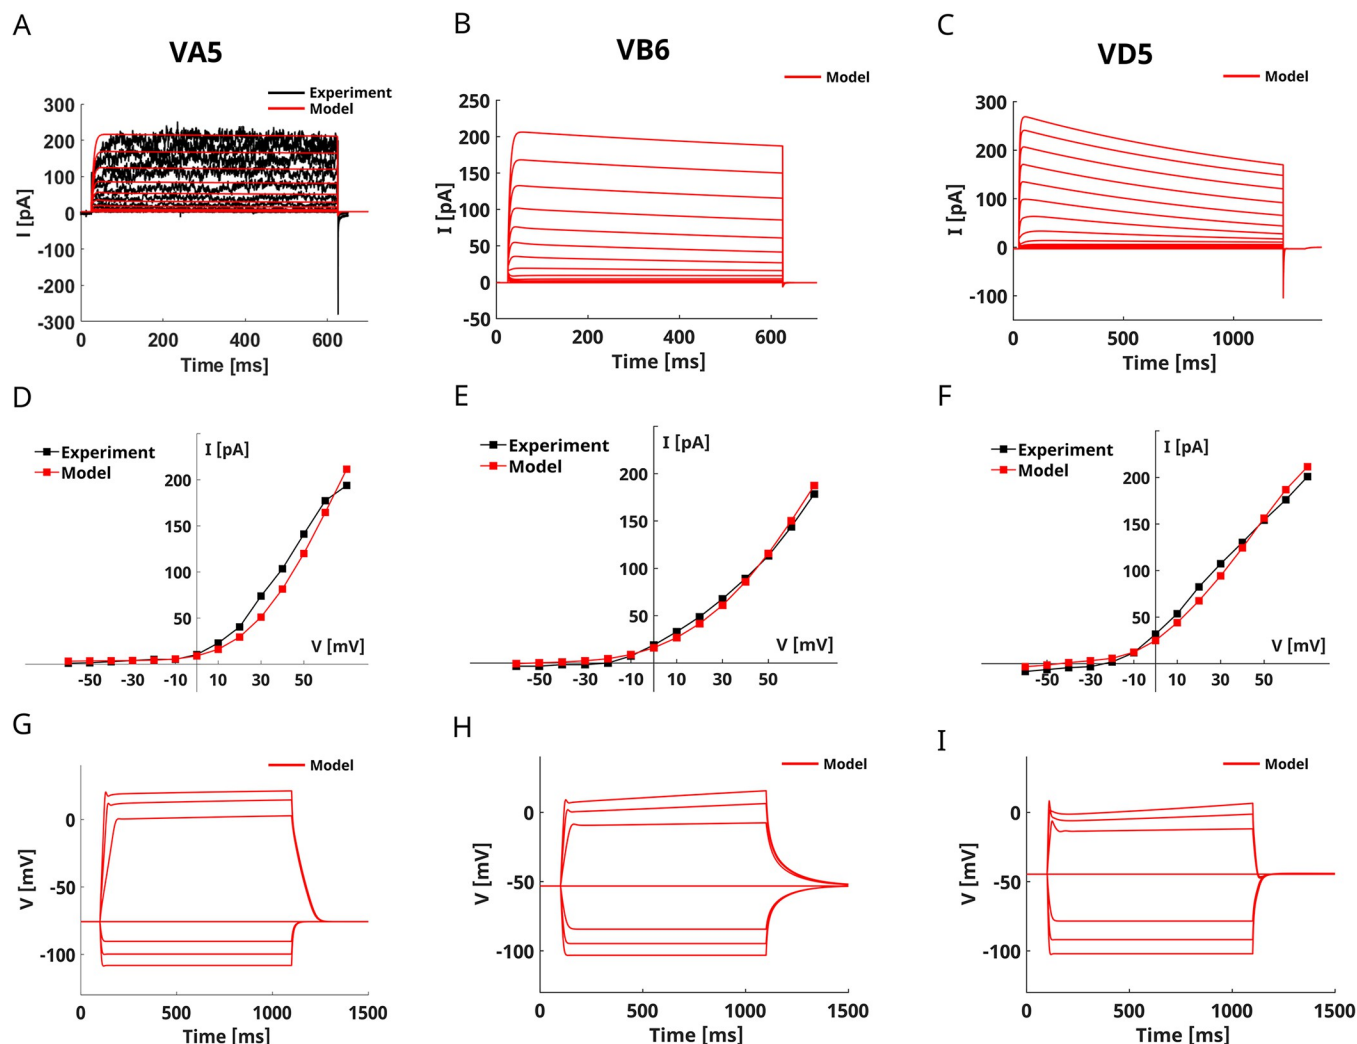 A
VA5
Experiment
Model
300
200
100
0
-100
-200
-300
I [pA]
0
200
400
600
Time [ms]
B
VB6
Model
250
200
150
100
50
0
-50
I [pA]
0
200
400
600
Time [ms]
C
VD5
Model
300
200
100
0
-100
I [pA]
0
500
1000
Time [ms]
D
Experiment
Model
I [pA]
200
150
100
50
V [mV]
-50
-30
-10
10
30
50
E
Experiment
Model
I [pA]
200
150
100
50
V [mV]
-50
-30
-10
10
30
50
F
Experiment
Model
I [pA]
200
150
100
50
V [mV]
-50
-30
-10
10
30
50
G
Model
0
-50
-100
V [mV]
0
500
1000
1500
Time [ms]
H
Model
0
-50
-100
V [mV]
0
500
1000
1500
Time [ms]
I
Model
0
-50
-100
V [mV]
0
500
1000
1500
Time [ms]